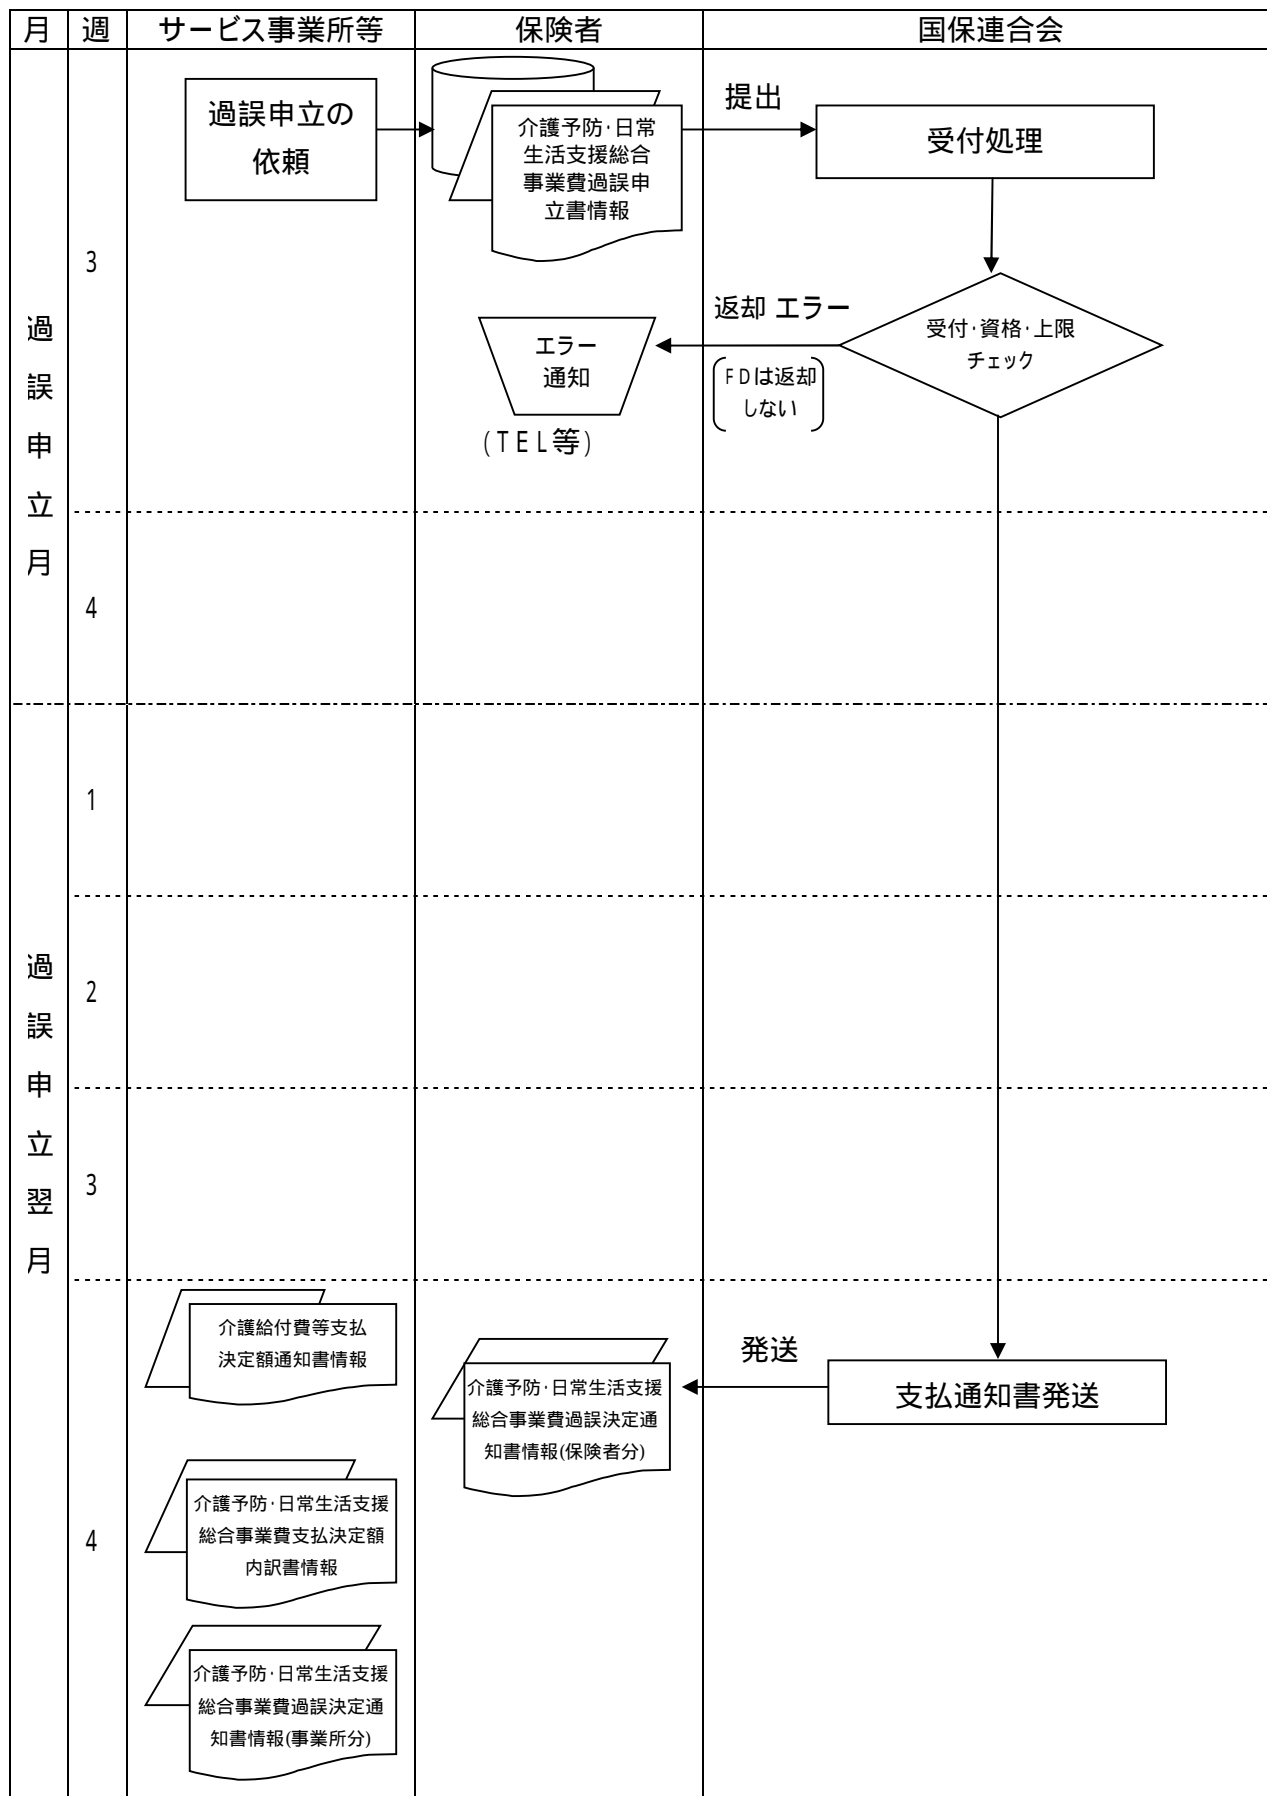 月 週 サービス事業所等 保険者 国保連合会
過誤申立月
3
過誤申立の
依頼
介護予防・日常
生活支援総合
事業費過誤申
立書情報
提出
受付処理
受付・資格・上限
チェック
返却 エラー
FDは返却
しない
エラー
通知
(TEL等)
4
過誤申立翌月
1
2
3
4
介護給付費等支払
決定額通知書情報
介護予防・日常生活支援
総合事業費支払決定額
内訳書情報
介護予防・日常生活支援
総合事業費過誤決定通
知書情報(事業所分)
介護予防・日常生活支援
総合事業費過誤決定通
知書情報(保険者分)
発送
支払通知書発送